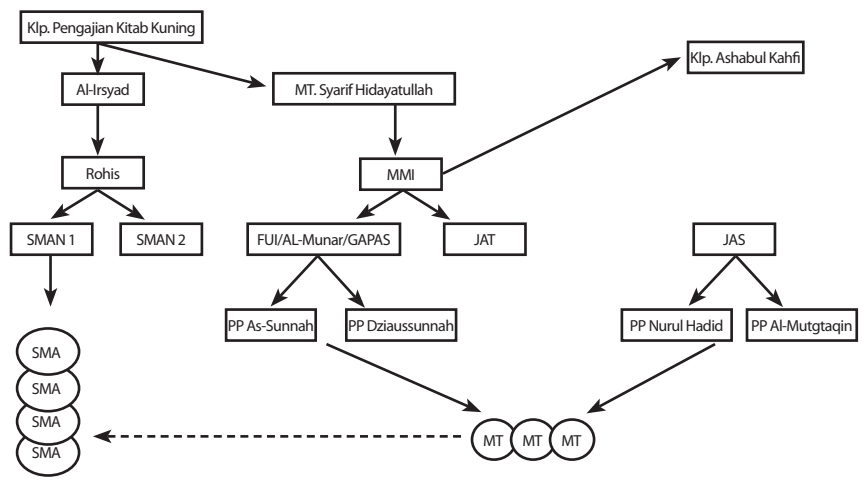 Klp. Pengajian Kitab Kuning
Klp. Ashabul Kahfi
Al-Irsyad
MT. Syarif Hidayatullah
Rohis
MMI
SMAN 1
SMAN 2
FUI/AL-Munar/GAPAS
JAT
JAS
PP As-Sunnah
PP Dziaussunnah
PP Nurul Hadid
PP Al-Mutgtaqin
SMA
SMA
SMA
SMA
MT
MT
MT